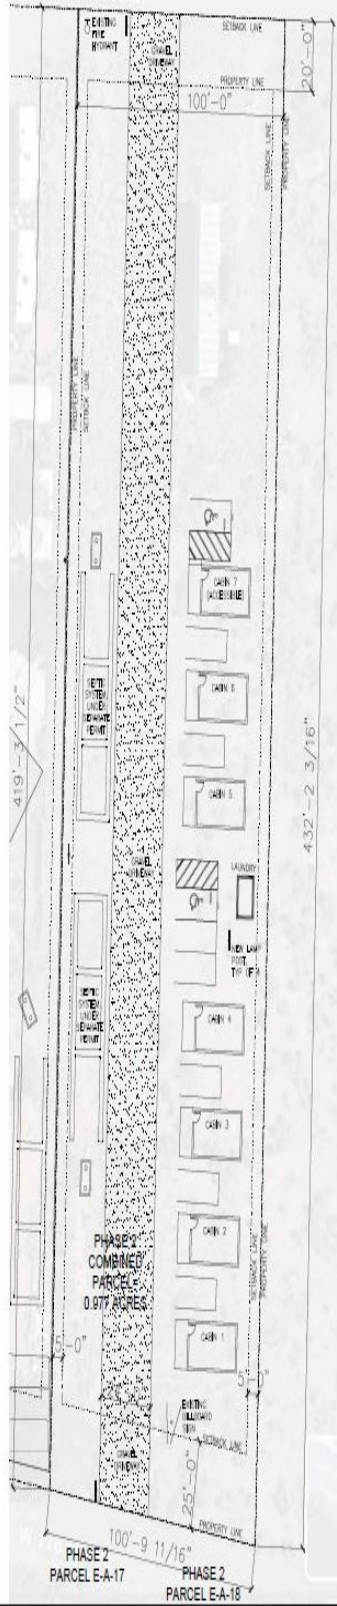 EXISTING
FIRE
HYDRANT
GRAVEL
DRIVEWAY
SETBACK LINE
PROPERTY LINE
20'-0"
100'-0"
SETBACK LINE
PROPERTY LINE
PROPERTY LINE
SETBACK LINE
419'-3 1/2"
432'-2 3/16"
CABIN 7
(ACCESSIBLE)
CABIN 6
CABIN 5
SEPTIC
SYSTEM
UNDER
SEPARATE
PERMIT
GRAVEL
DRIVEWAY
LAUNDRY
NEW LAMP
POST,
TYP OF 4
SEPTIC
SYSTEM
UNDER
SEPARATE
PERMIT
CABIN 4
CABIN 3
CABIN 2
CABIN 1
PHASE 2
COMBINED
PARCEL=
0.977 ACRES
SETBACK LINE
PROPERTY LINE
5'-0"
5'-0"
EXISTING
BILLBOARD
SIGN
SETBACK LINE
25'-0"
GRAVEL
DRIVEWAY
PROPERTY LINE
100'-9 11/16"
PHASE 2
PARCEL E-A-17
PHASE 2
PARCEL E-A-18